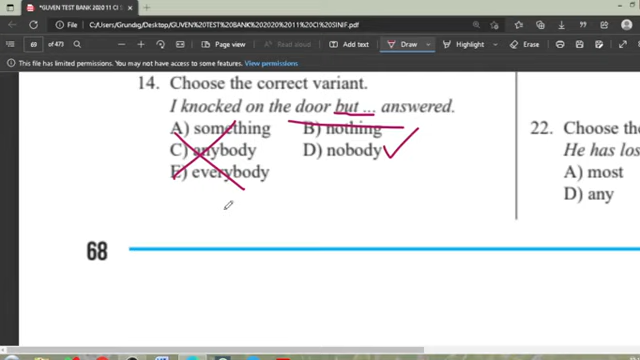 *GUVEN TEST BANK 2020 11 CI SINIF.pdf
File C:/Users/Grundig/Desktop/GUVEN%20TEST%20BANK%202020%2011%20CI%20SINIF.pdf
69 of 473 Page view Read aloud Add text Draw Highlight Erase
This file has limited permissions. You may not have access to some features. View permissions
14. Choose the correct variant.
I knocked on the door but ... answered.
A) something B) nothing
C) anybody D) nobody
E) everybody
22. Choose the
He has los
A) most
D) any
68